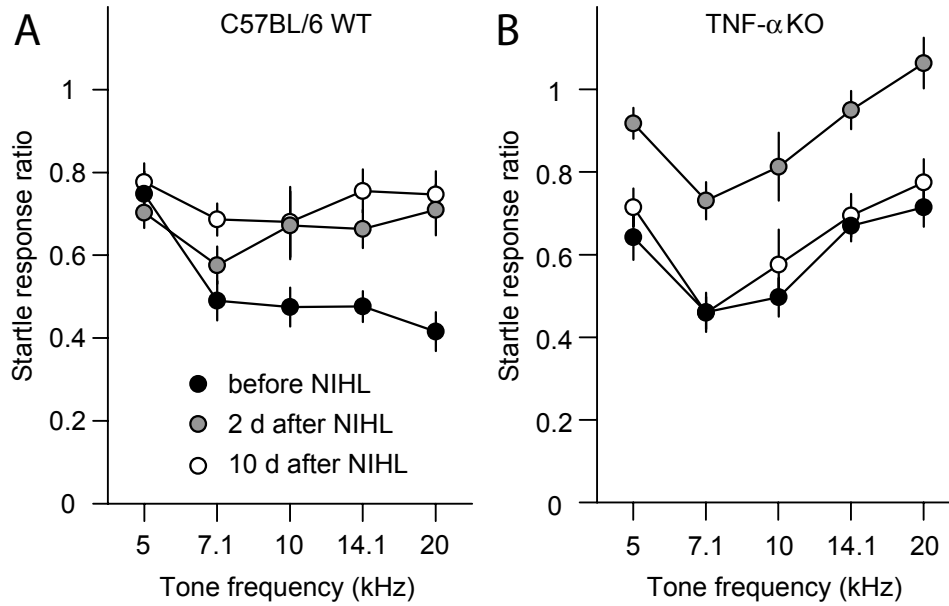 A
C57BL/6 WT
Startle response ratio
1
0.8
0.6
0.4
0.2
0
before NIHL
2 d after NIHL
10 d after NIHL
5 7.1 10 14.1 20
Tone frequency (kHz)
B
TNF-αKO
Startle response ratio
1
0.8
0.6
0.4
0.2
0
5 7.1 10 14.1 20
Tone frequency (kHz)